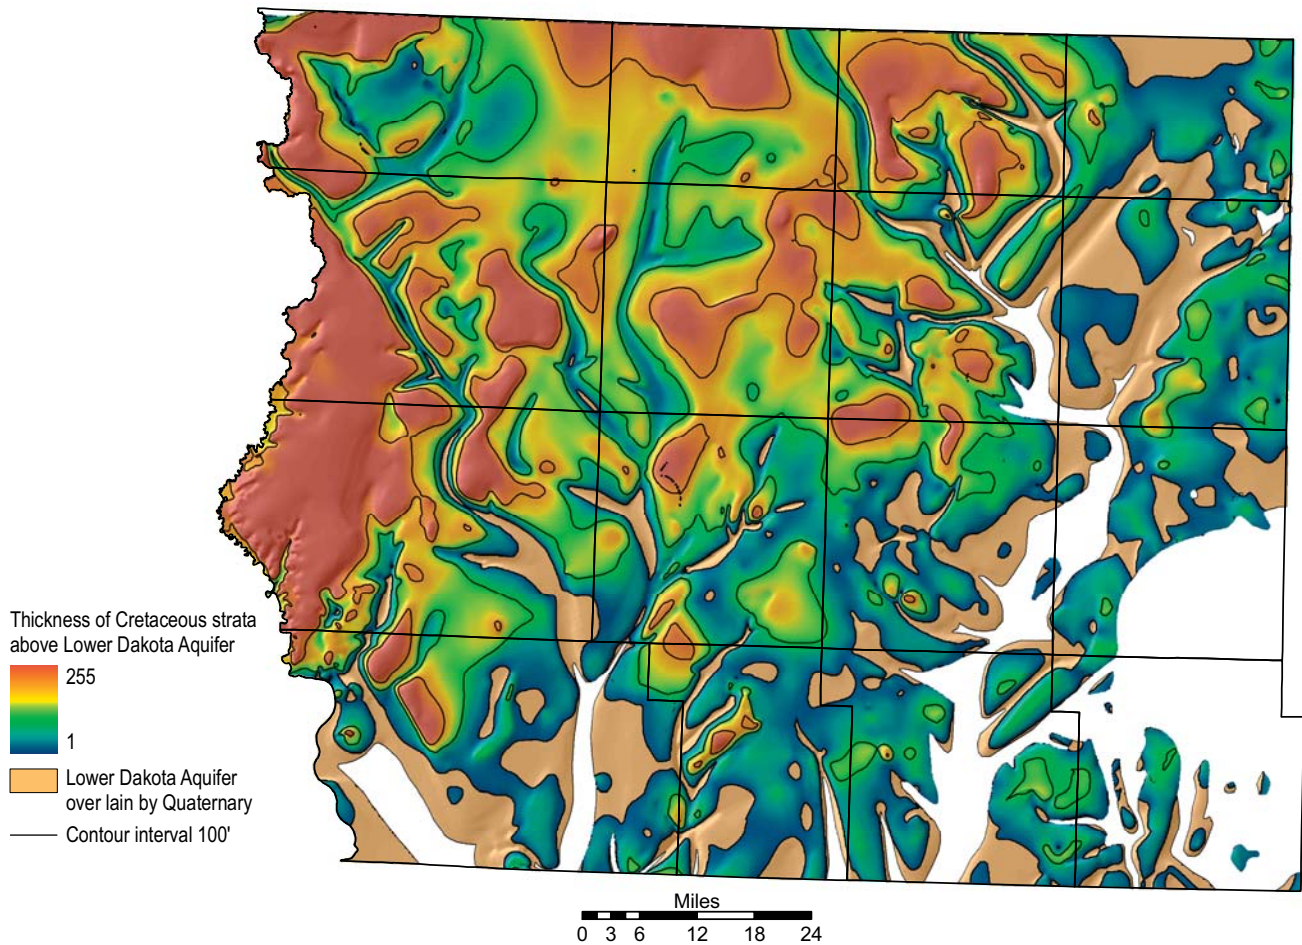 Thickness of Cretaceous strata
above Lower Dakota Aquifer
255
1
Lower Dakota Aquifer
over lain by Quaternary
Contour interval 100'
Miles
0 3 6 12 18 24